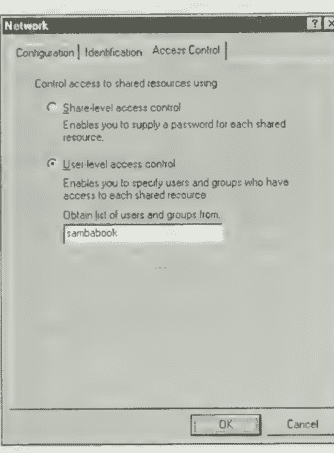 Network
Configuration Identification Access Control
Control access to shared resources using
Share-level access control
Enables you to supply a password for each shared
resource.
User-level access control
Enables you to specify users and groups who have
access to each shared resource
Obtain list of users and groups from:
sambabook
OK Cancel